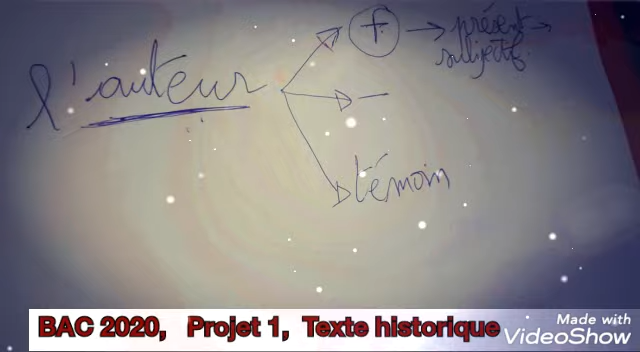 l'auteur
f → présent →
subjectif.
—
témoin
BAC 2020, Projet 1, Texte historique
Made with
VideoShow